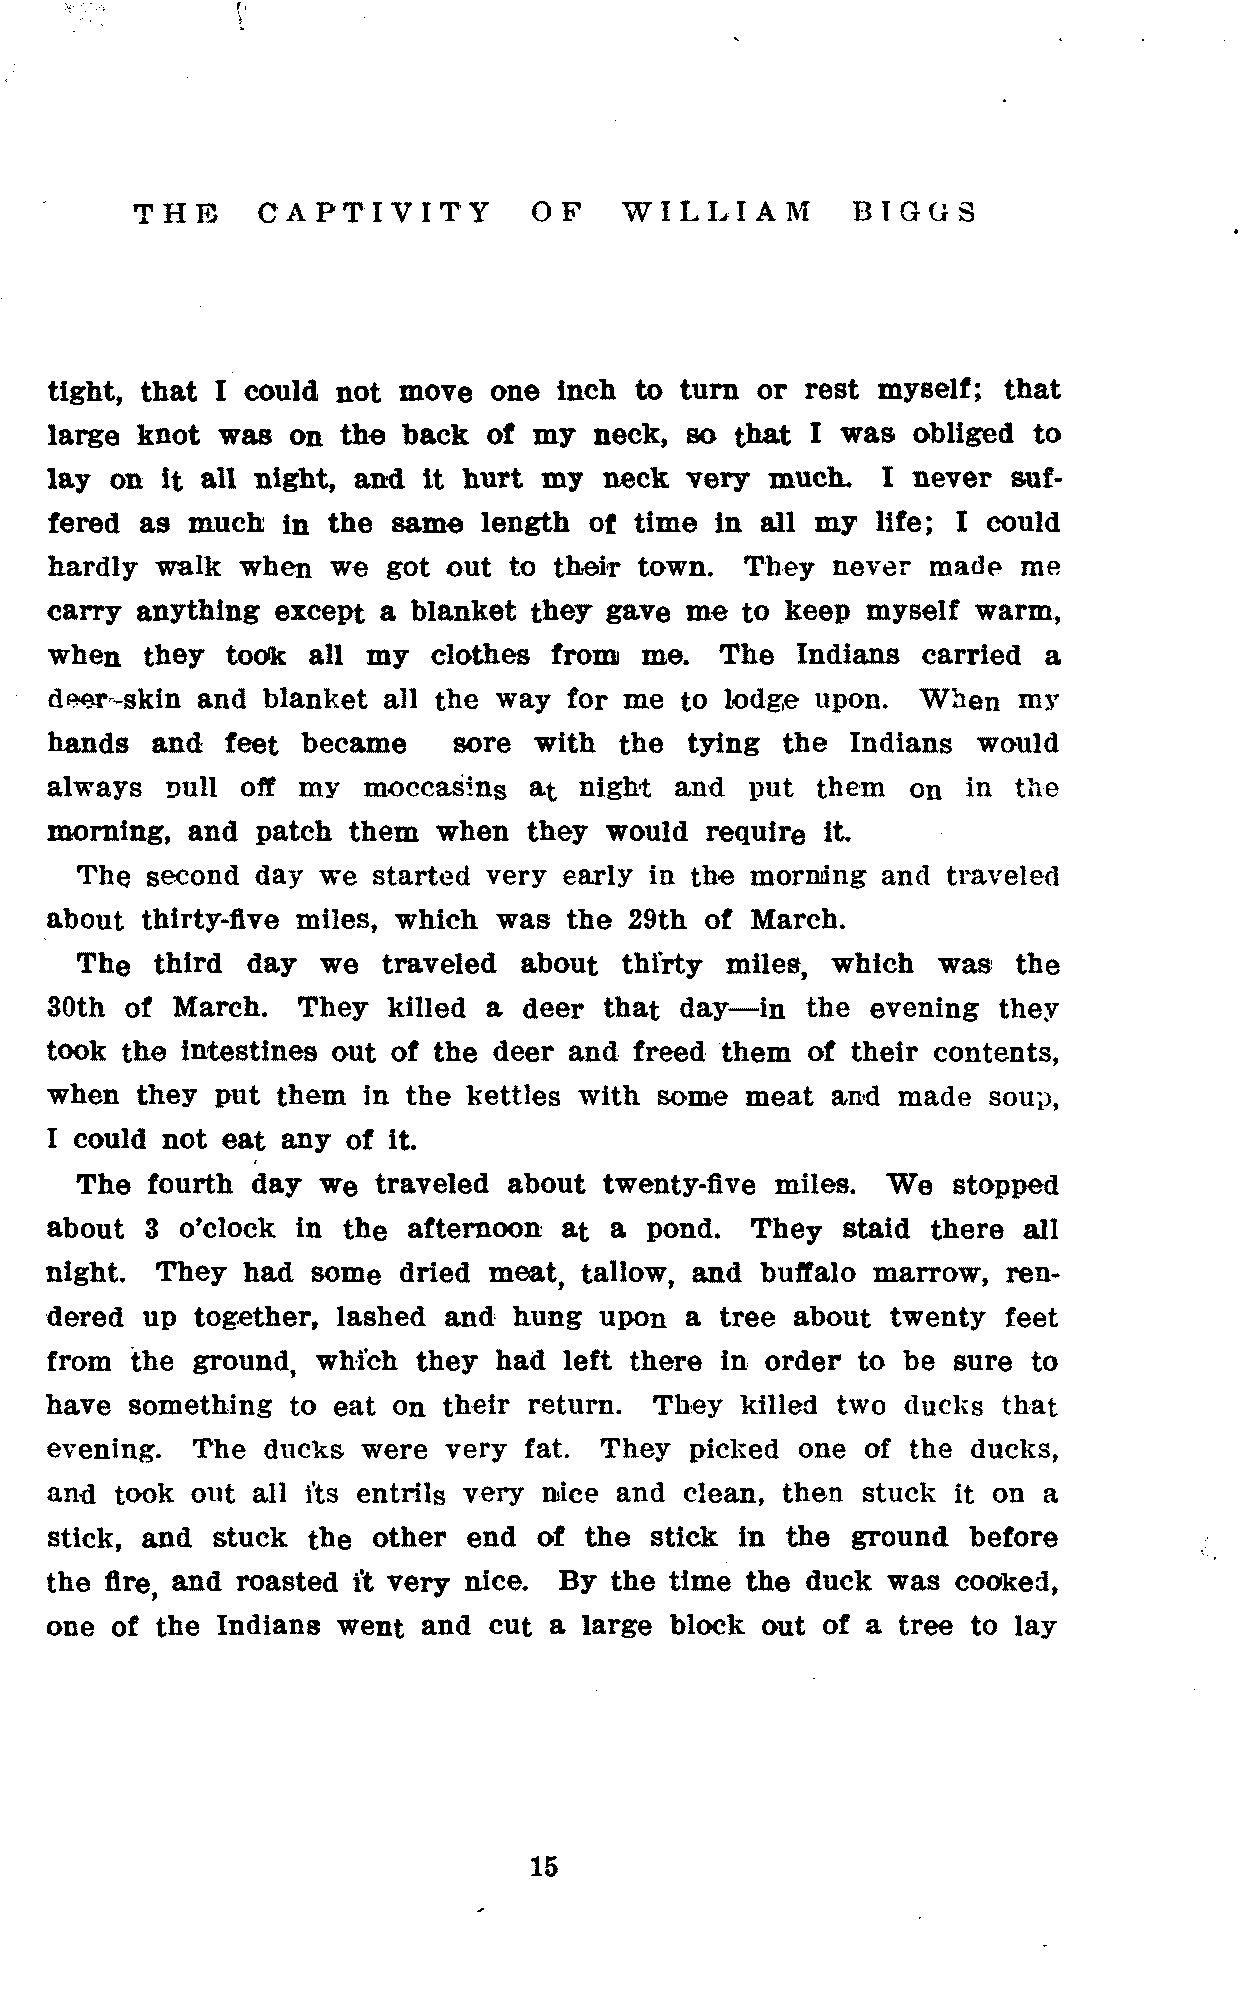 THE CAPTIVITY OF WILLIAM BIGGS
tight, that I could not move one inch to turn or rest myself; that
large knot was on the back of my neck, so that I was obliged to
lay on it all night, and it hurt my neck very much. I never suf-
fered as much in the same length of time in all my life; I could
hardly walk when we got out to their town. They never made me
carry anything except a blanket they gave me to keep myself warm,
when they took all my clothes from me. The Indians carried a
deer-skin and blanket all the way for me to lodge upon. When my
hands and feet became sore with the tying the Indians would
always pull off my moccasins at night and put them on in the
morning, and patch them when they would require it.
The second day we started very early in the morning and traveled
about thirty-five miles, which was the 29th of March.
The third day we traveled about thirty miles, which was the
30th of March. They killed a deer that day—in the evening they
took the intestines out of the deer and freed them of their contents,
when they put them in the kettles with some meat and made soup,
I could not eat any of it.
The fourth day we traveled about twenty-five miles. We stopped
about 3 o'clock in the afternoon at a pond. They staid there all
night. They had some dried meat, tallow, and buffalo marrow, ren-
dered up together, lashed and hung upon a tree about twenty feet
from the ground, which they had left there in order to be sure to
have something to eat on their return. They killed two ducks that
evening. The ducks were very fat. They picked one of the ducks,
and took out all its entrils very nice and clean, then stuck it on a
stick, and stuck the other end of the stick in the ground before
the fire, and roasted it very nice. By the time the duck was cooked,
one of the Indians went and cut a large block out of a tree to lay
15